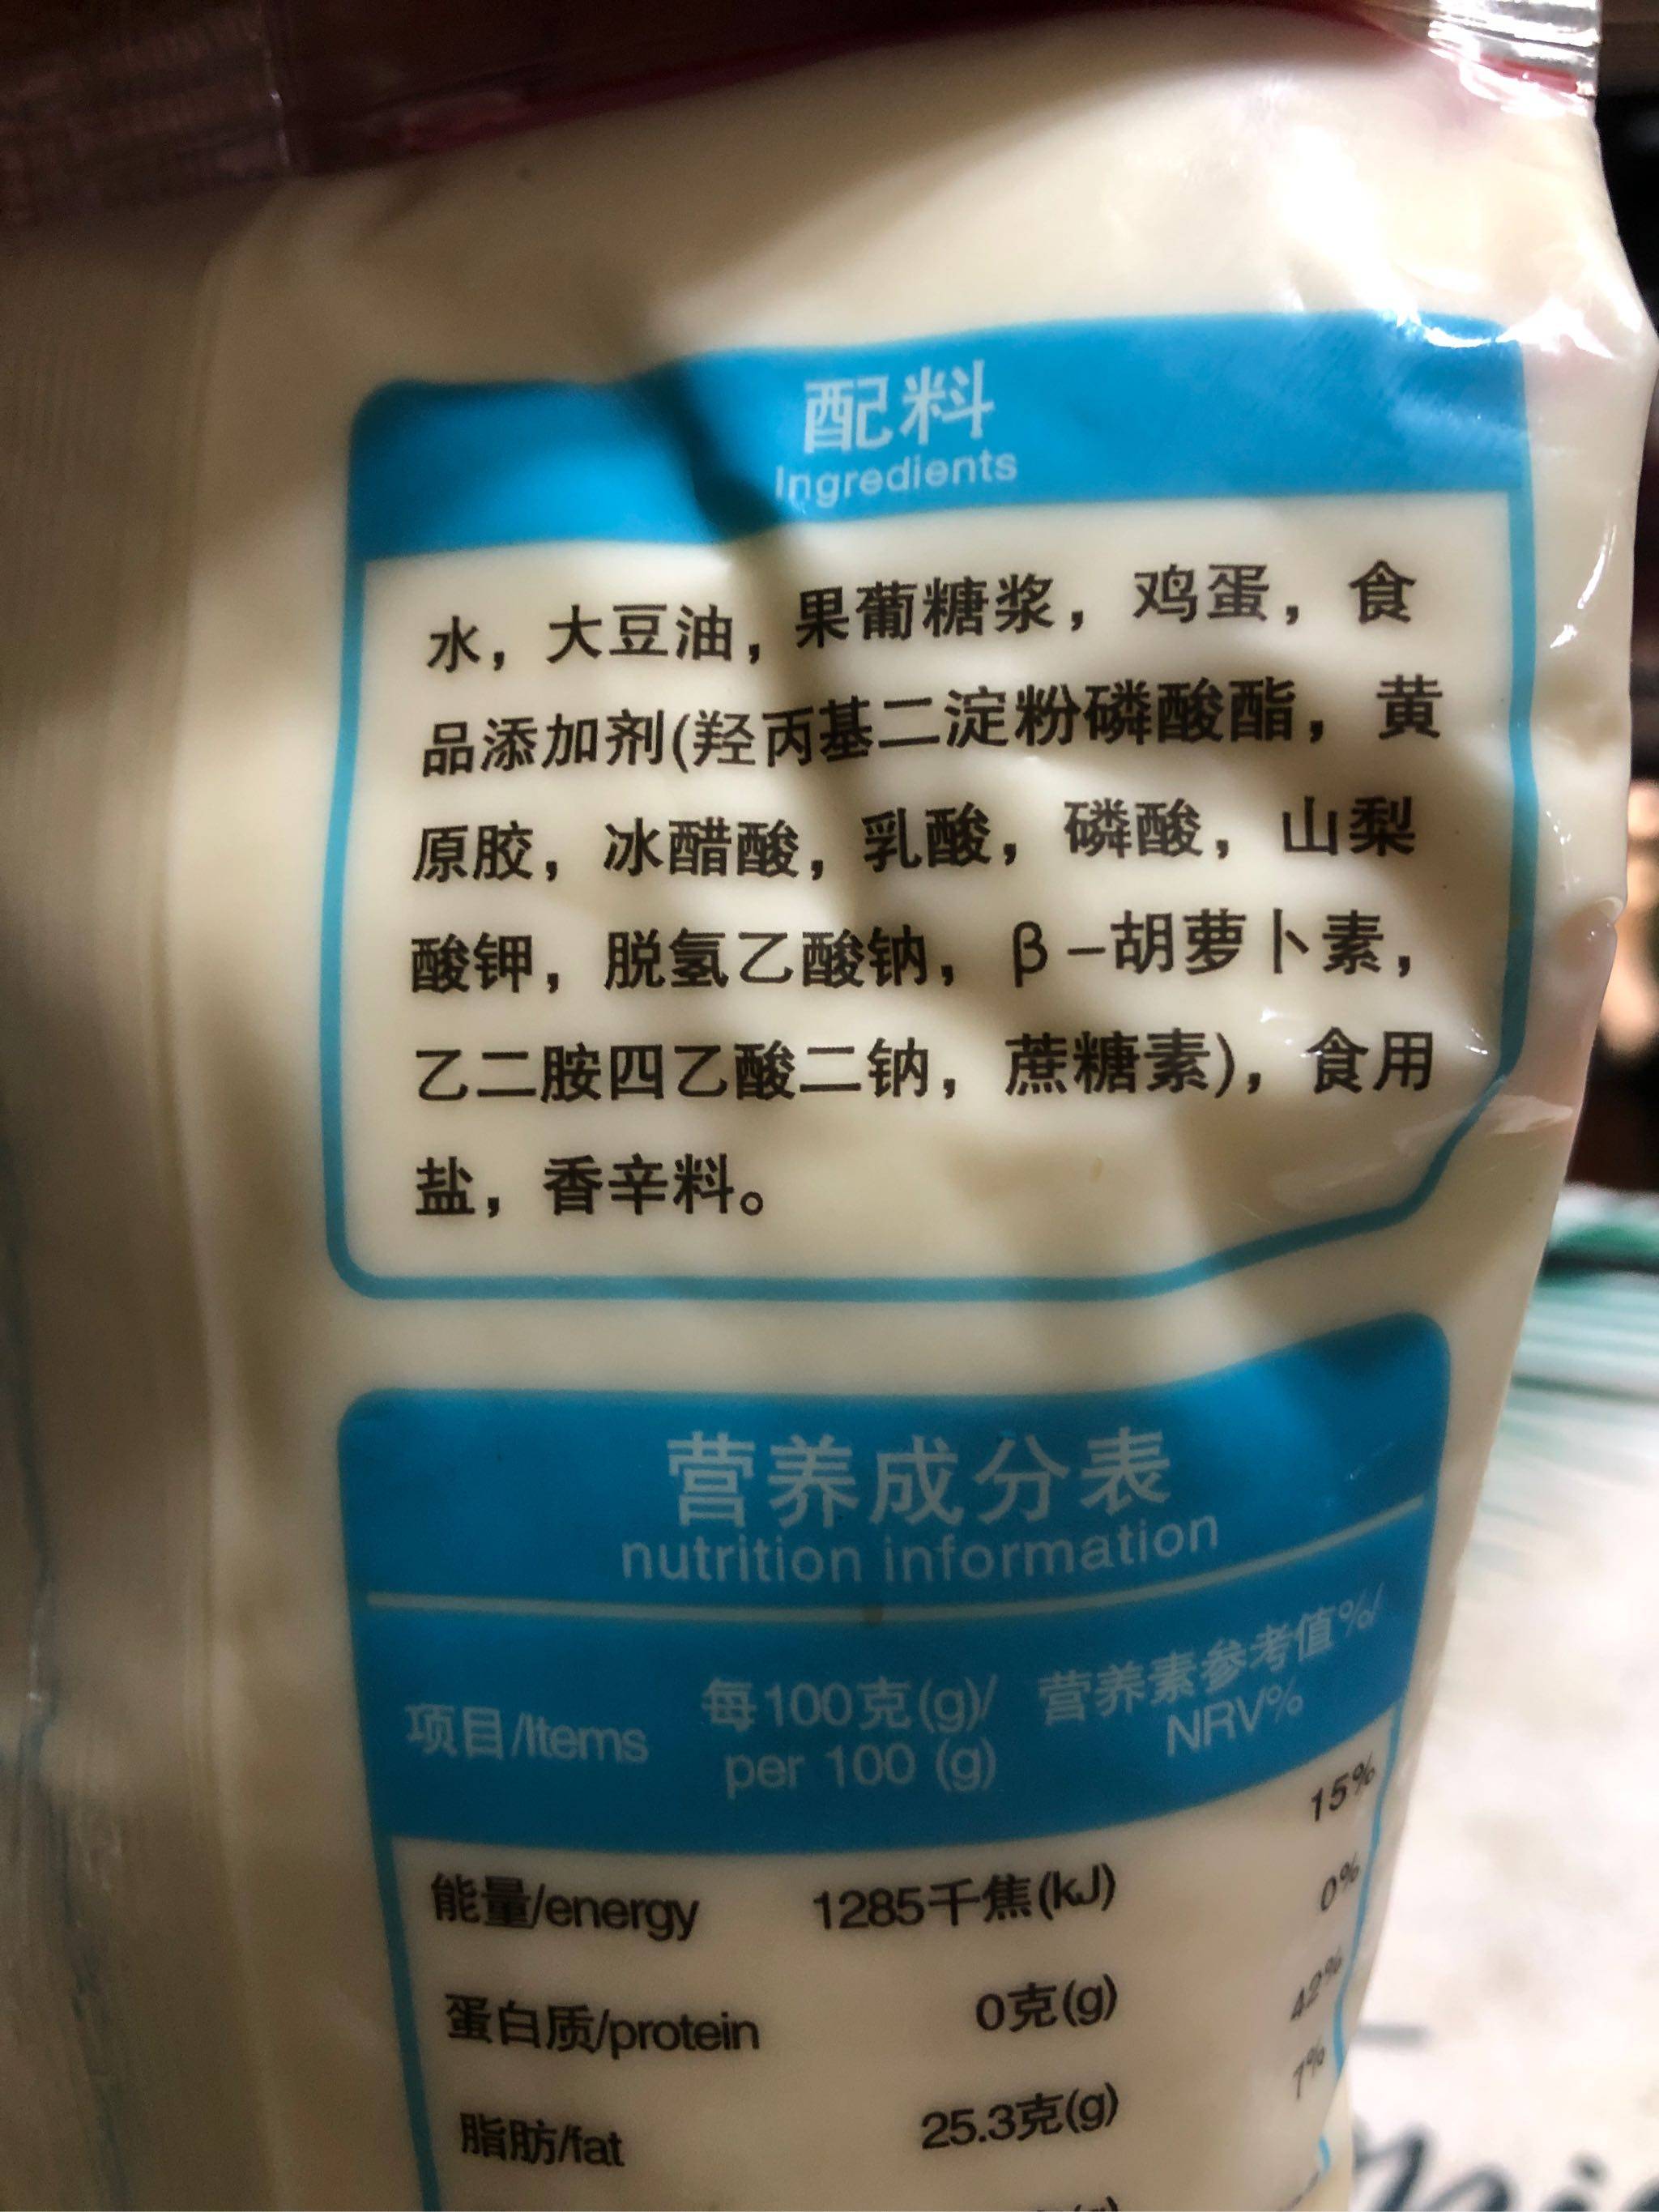 配料
Ingredients
水，大豆油，果葡糖浆，鸡蛋，食
品添加剂(羟丙基二淀粉磷酸酯，黄
原胶，冰醋酸，乳酸，磷酸，山梨
酸钾，脱氢乙酸钠，β-胡萝卜素，
乙二胺四乙酸二钠，蔗糖素)，食用
盐，香辛料。
营养成分表
nutrition information
项目/Items 每100克(g)/ 营养素参考值%/
per 100 (g) NRV%
能量/energy 1285千焦(kJ) 15%
蛋白质/protein 0克(g) 0%
脂肪/fat 25.3克(g) 42%
7%